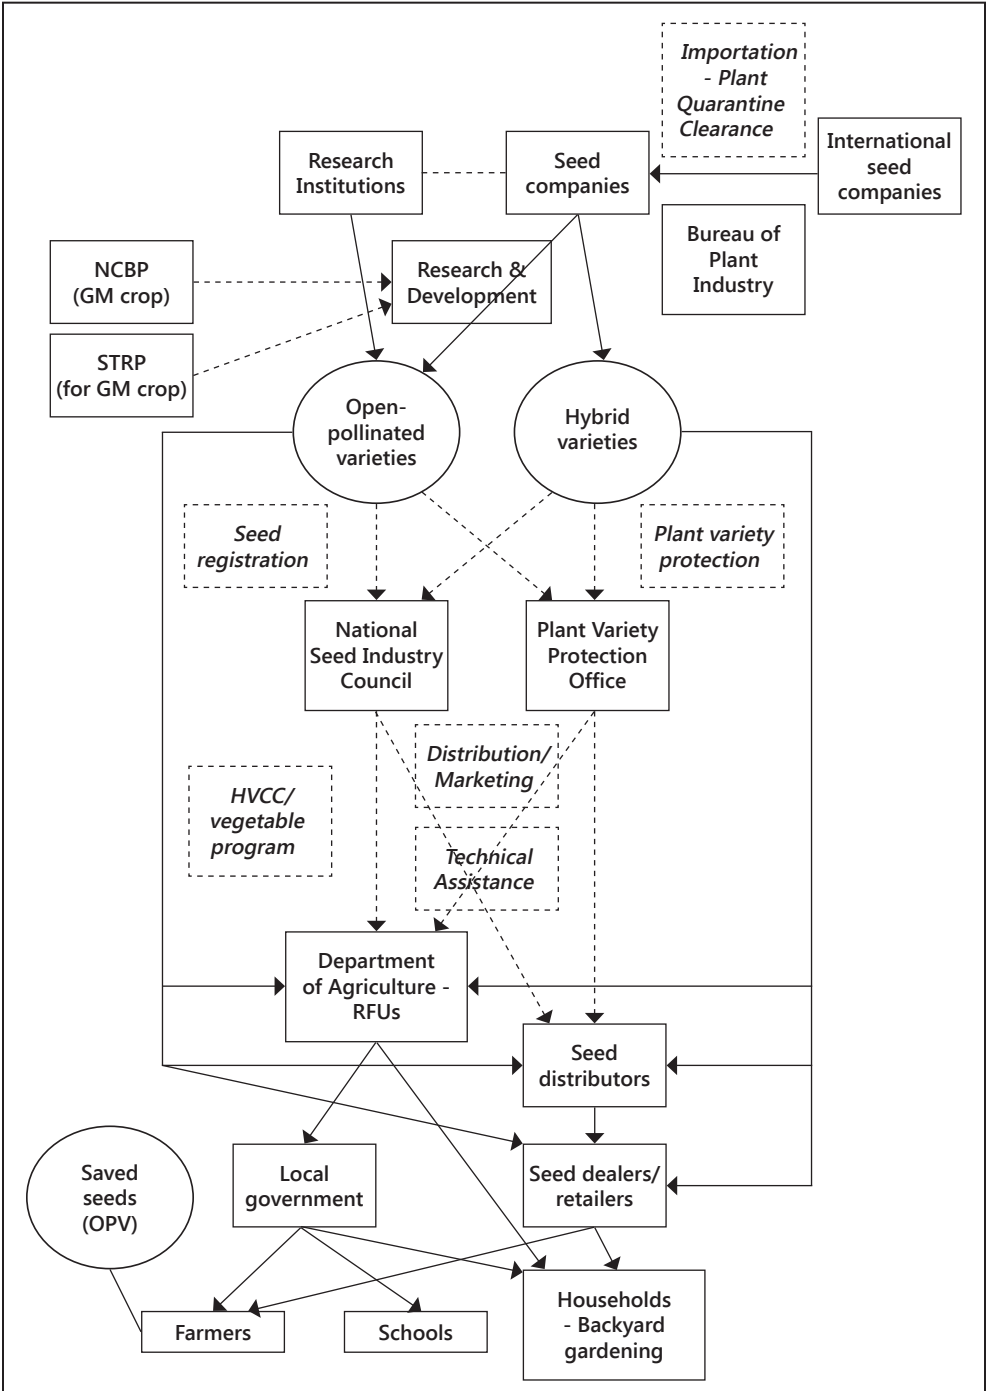 Importation
- Plant
Quarantine
Clearance
International
seed
companies
Research
Institutions
Seed
companies
Bureau of
Plant
Industry
NCBP
(GM crop)
Research &
Development
STRP
(for GM crop)
Open-
pollinated
varieties
Hybrid
varieties
Seed
registration
Plant variety
protection
National
Seed Industry
Council
Plant Variety
Protection
Office
Distribution/
Marketing
HVCC/
vegetable
program
Technical
Assistance
Department
of Agriculture -
RFUs
Seed
distributors
Saved
seeds
(OPV)
Local
government
Seed dealers/
retailers
Farmers
Schools
Households
- Backyard
gardening